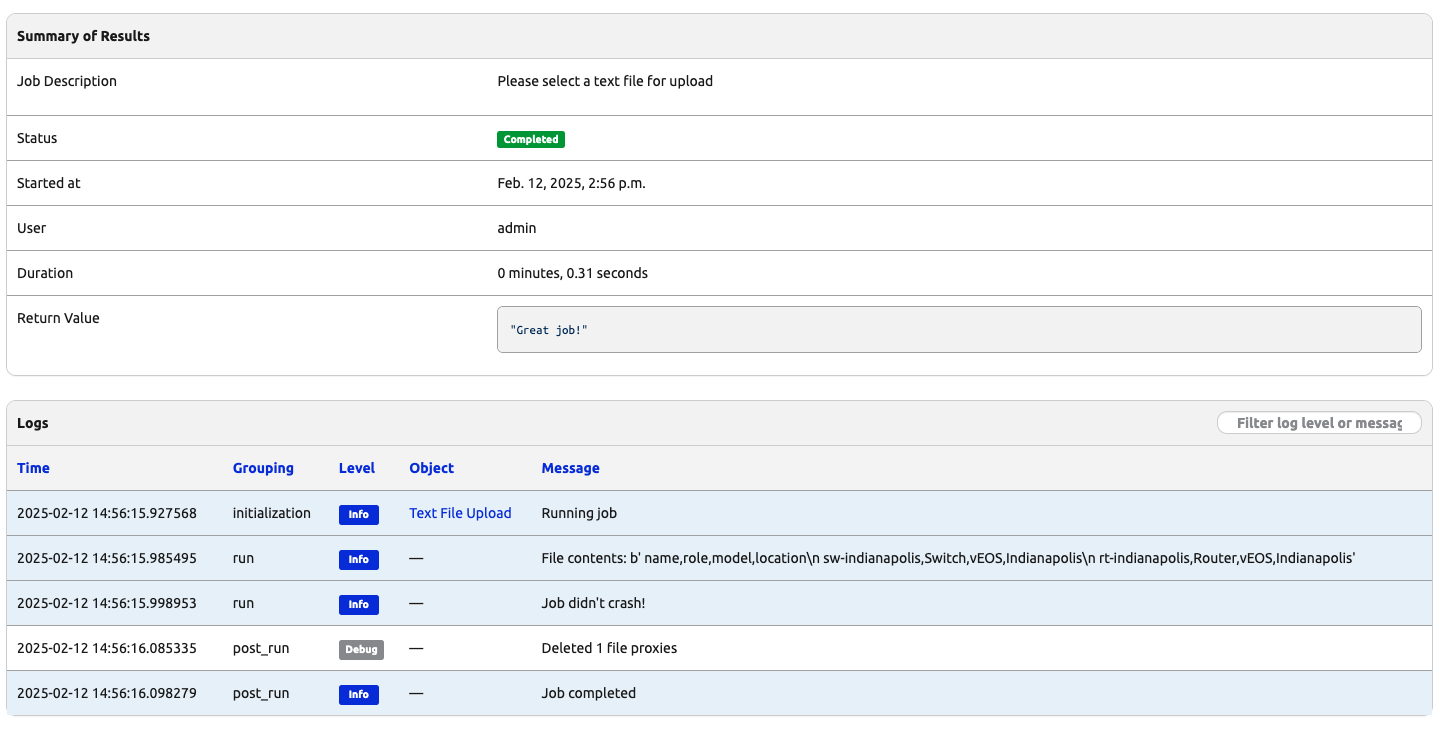 Summary of Results
Job Description Please select a text file for upload
Status Completed
Started at Feb. 12, 2025, 2:56 p.m.
User admin
Duration 0 minutes, 0.31 seconds
Return Value "Great job!"
Logs Filter log level or messag
Time Grouping Level Object Message
2025-02-12 14:56:15.927568 initialization Info Text File Upload Running job
2025-02-12 14:56:15.985495 run Info — File contents: b' name,role,model,location\n sw-indianapolis,Switch,vEOS,Indianapolis\n rt-indianapolis,Router,vEOS,Indianapolis'
2025-02-12 14:56:15.998953 run Info — Job didn't crash!
2025-02-12 14:56:16.085335 post_run Debug — Deleted 1 file proxies
2025-02-12 14:56:16.098279 post_run Info — Job completed